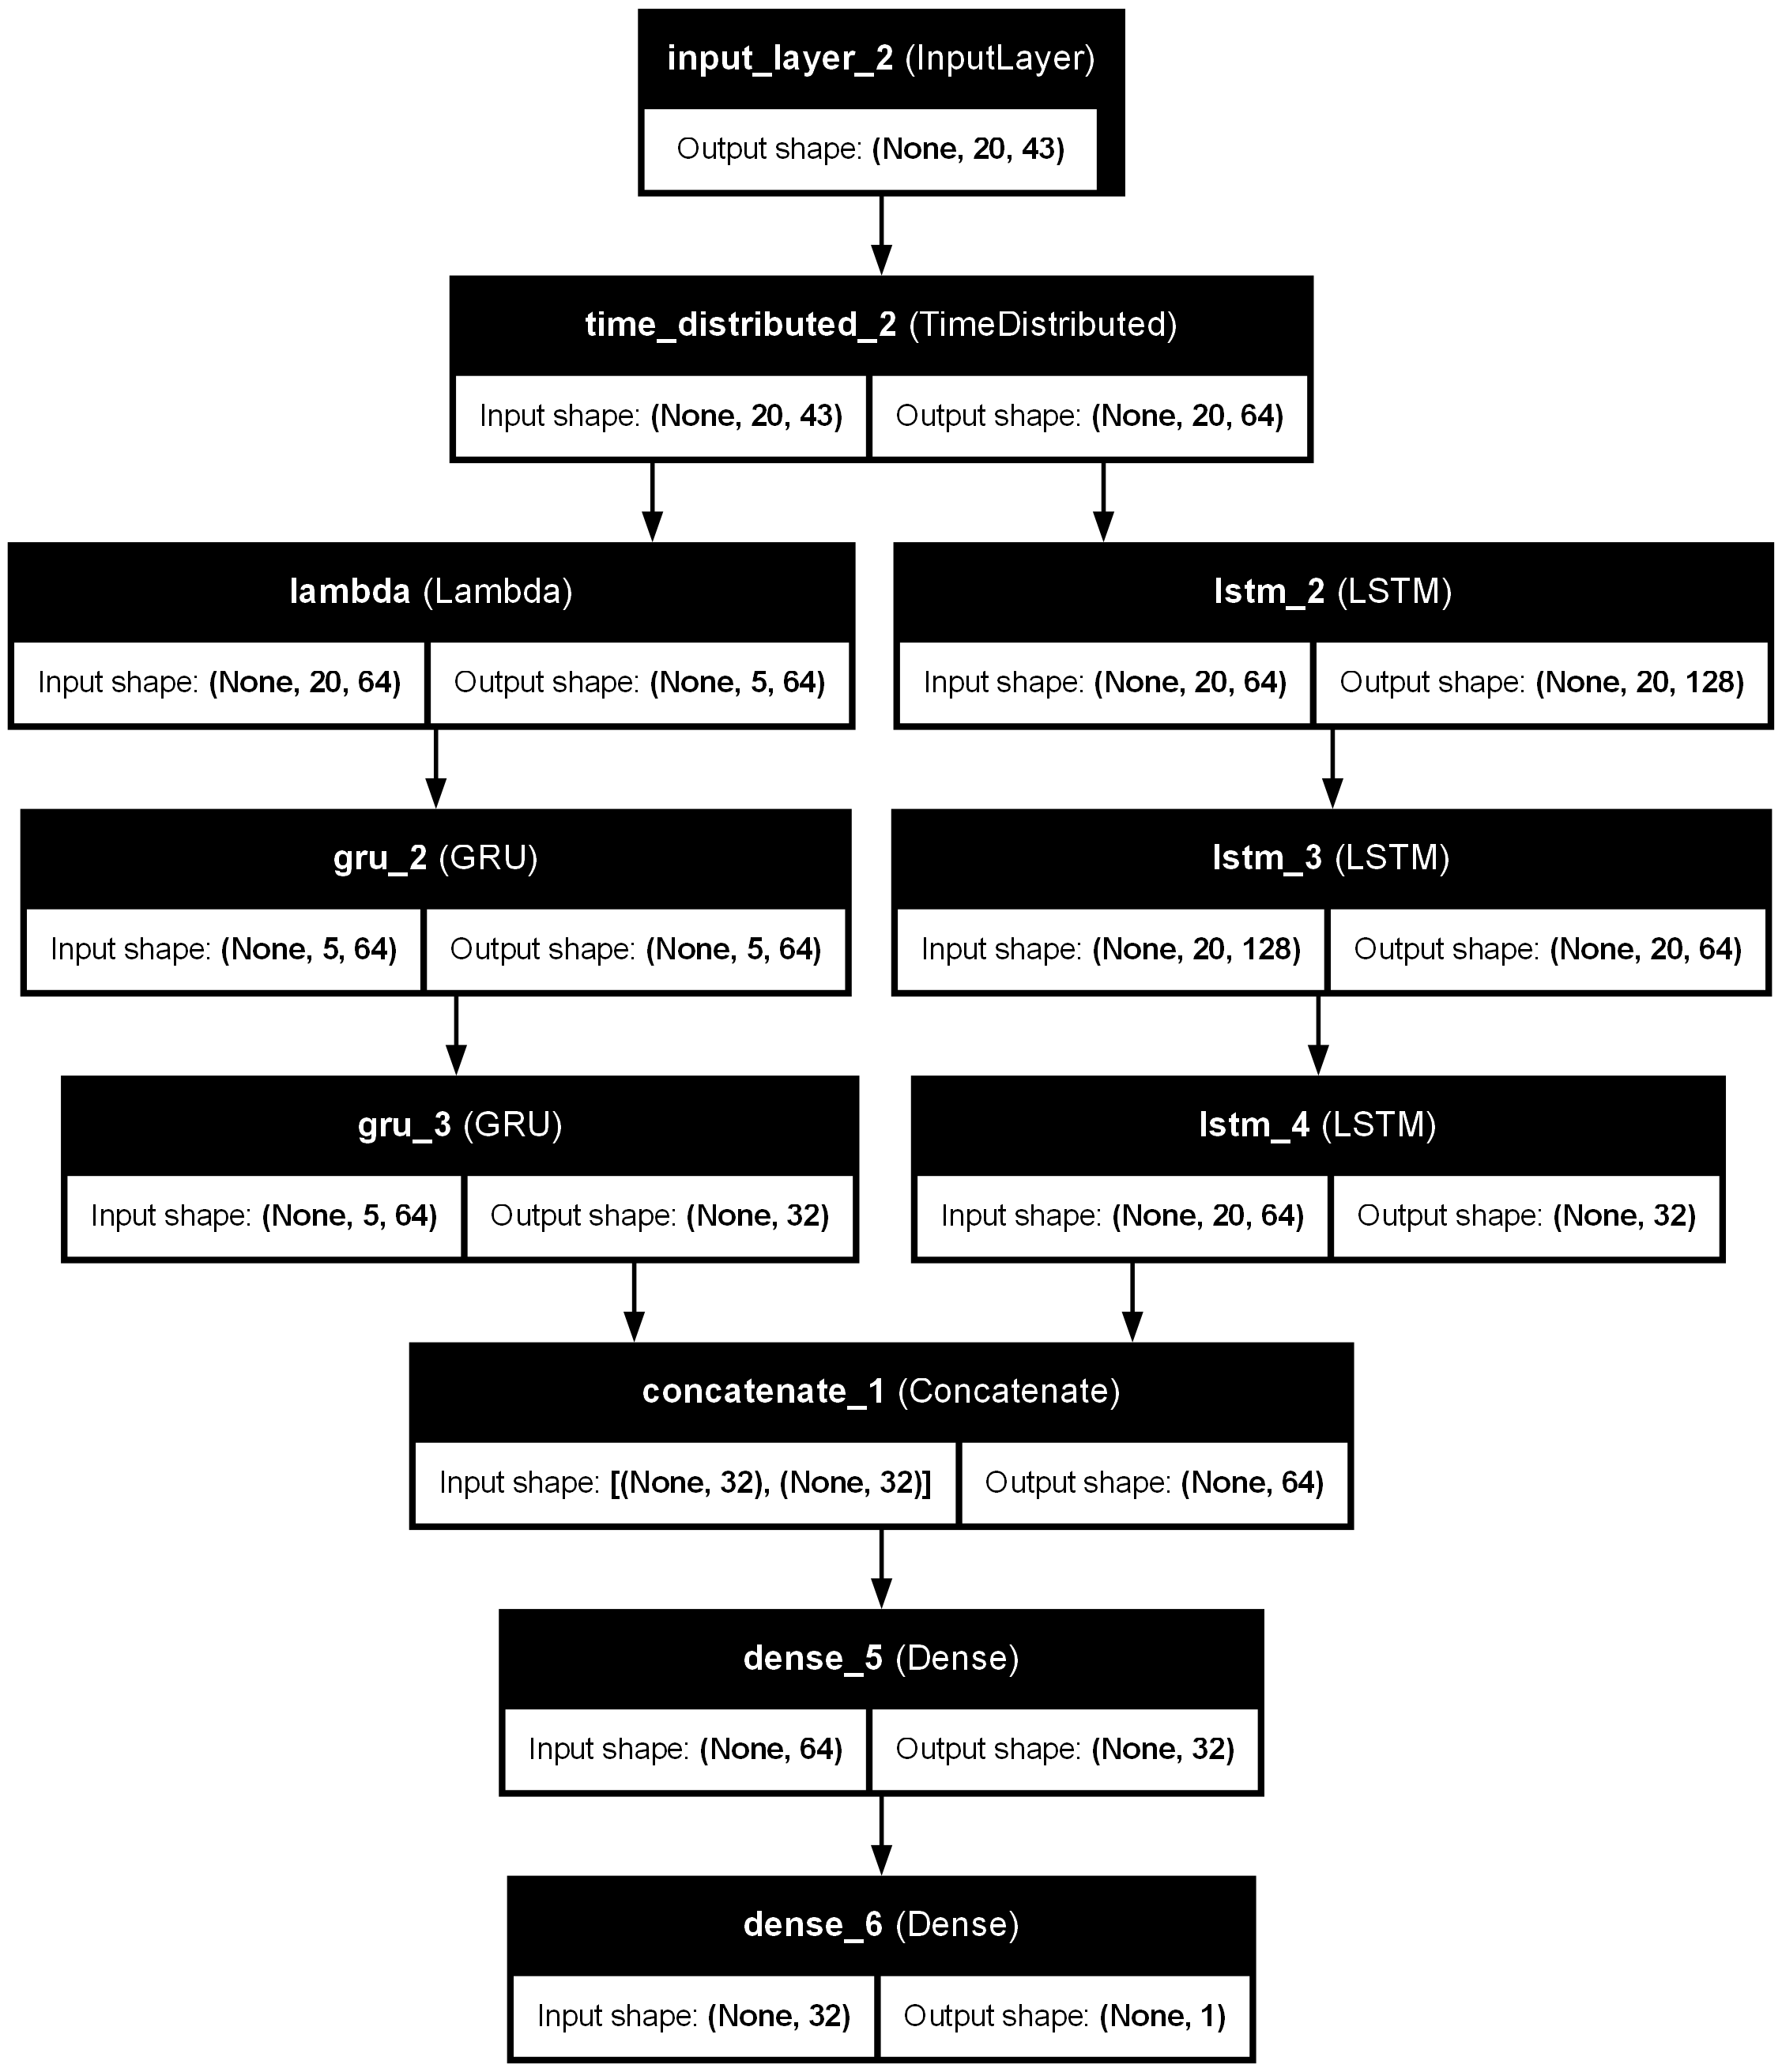 input_layer_2 (InputLayer)
Output shape: (None, 20, 43)
time_distributed_2 (TimeDistributed)
Input shape: (None, 20, 43)
Output shape: (None, 20, 64)
lambda (Lambda)
Input shape: (None, 20, 64)
Output shape: (None, 5, 64)
lstm_2 (LSTM)
Input shape: (None, 20, 64)
Output shape: (None, 20, 128)
gru_2 (GRU)
Input shape: (None, 5, 64)
Output shape: (None, 5, 64)
lstm_3 (LSTM)
Input shape: (None, 20, 128)
Output shape: (None, 20, 64)
gru_3 (GRU)
Input shape: (None, 5, 64)
Output shape: (None, 32)
lstm_4 (LSTM)
Input shape: (None, 20, 64)
Output shape: (None, 32)
concatenate_1 (Concatenate)
Input shape: [(None, 32), (None, 32)]
Output shape: (None, 64)
dense_5 (Dense)
Input shape: (None, 64)
Output shape: (None, 32)
dense_6 (Dense)
Input shape: (None, 32)
Output shape: (None, 1)